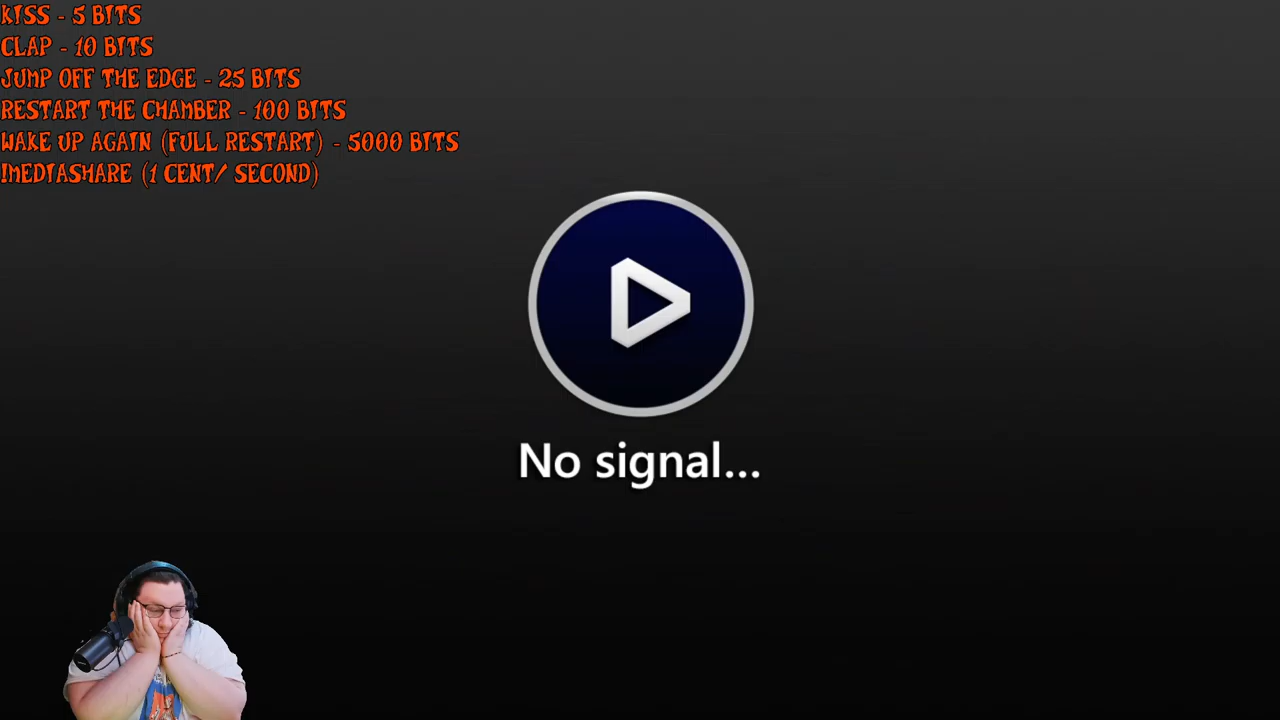 KISS - 5 BITS
CLAP - 10 BITS
JUMP OFF THE EDGE - 25 BITS
RESTART THE CHAMBER - 100 BITS
WAKE UP AGAIN (FULL RESTART) - 5000 BITS
!MEDIASHARE (1 CENT/ SECOND)
No signal...